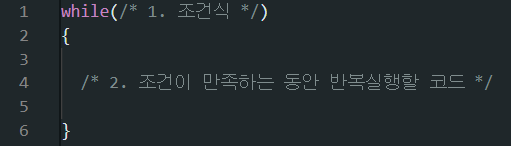 1 while(/* 1. 조건식 */)
2 {
3
4 /* 2. 조건이 만족하는 동안 반복실행할 코드 */
5
6 }